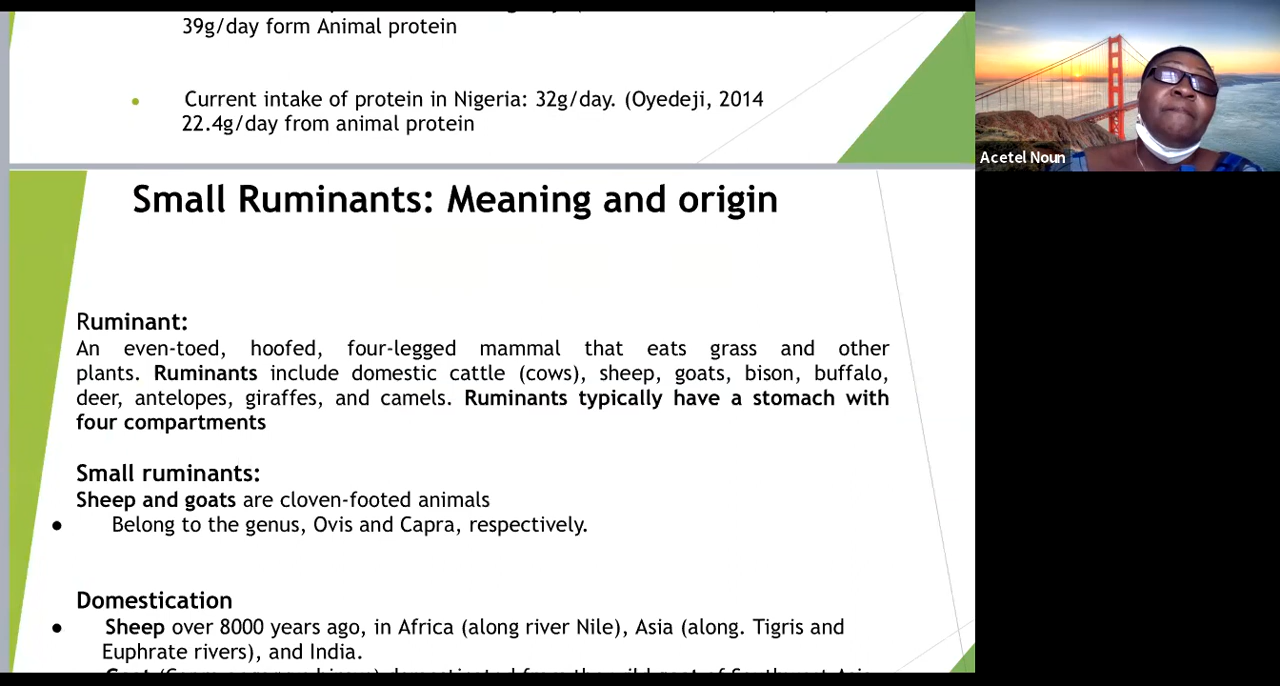 39g/day form Animal protein
• Current intake of protein in Nigeria: 32g/day. (Oyedeji, 2014
22.4g/day from animal protein
Acetel Noun
Small Ruminants: Meaning and origin
Ruminant:
An even-toed, hoofed, four-legged mammal that eats grass and other
plants. Ruminants include domestic cattle (cows), sheep, goats, bison, buffalo,
deer, antelopes, giraffes, and camels. Ruminants typically have a stomach with
four compartments
Small ruminants:
Sheep and goats are cloven-footed animals
● Belong to the genus, Ovis and Capra, respectively.
Domestication
● Sheep over 8000 years ago, in Africa (along river Nile), Asia (along. Tigris and
Euphrate rivers), and India.